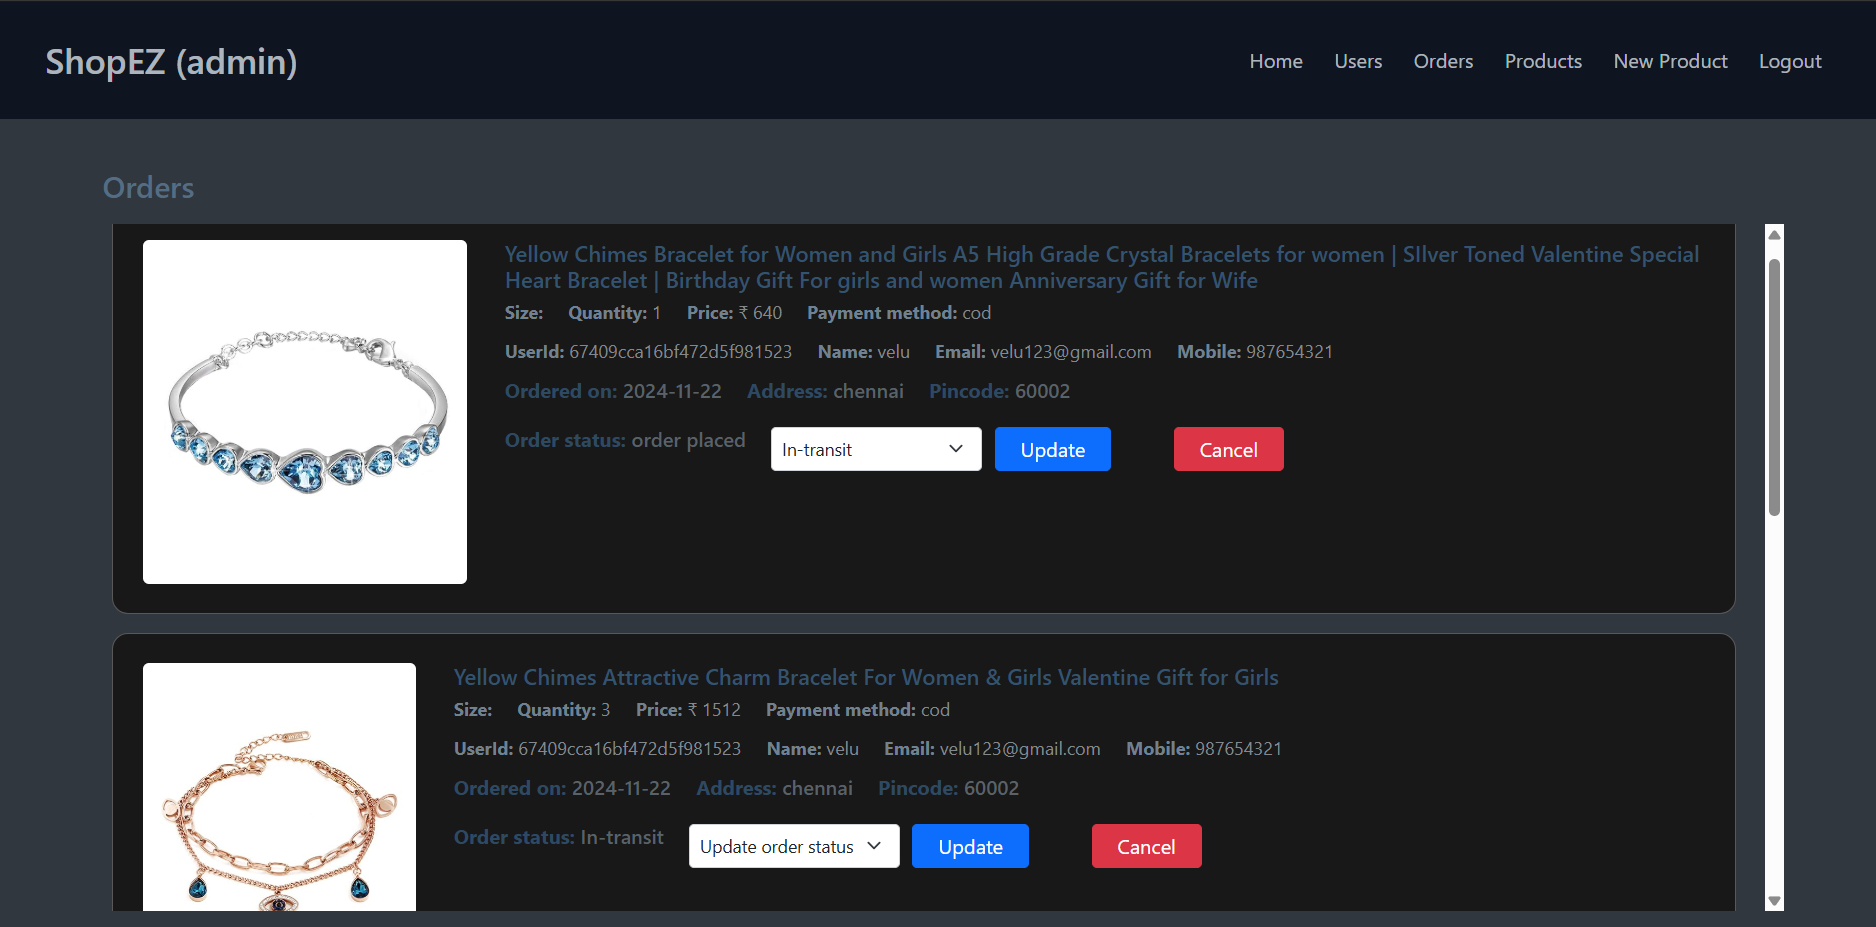 ShopEZ (admin)
Home Users Orders Products New Product Logout
Orders
Yellow Chimes Bracelet for Women and Girls A5 High Grade Crystal Bracelets for women | SIlver Toned Valentine Special
Heart Bracelet | Birthday Gift For girls and women Anniversary Gift for Wife
Size: Quantity: 1 Price: ₹ 640 Payment method: cod
UserId: 67409cca16bf472d5f981523 Name: velu Email: velu123@gmail.com Mobile: 987654321
Ordered on: 2024-11-22 Address: chennai Pincode: 60002
Order status: order placed In-transit Update Cancel
Yellow Chimes Attractive Charm Bracelet For Women & Girls Valentine Gift for Girls
Size: Quantity: 3 Price: ₹ 1512 Payment method: cod
UserId: 67409cca16bf472d5f981523 Name: velu Email: velu123@gmail.com Mobile: 987654321
Ordered on: 2024-11-22 Address: chennai Pincode: 60002
Order status: In-transit Update order status Update Cancel